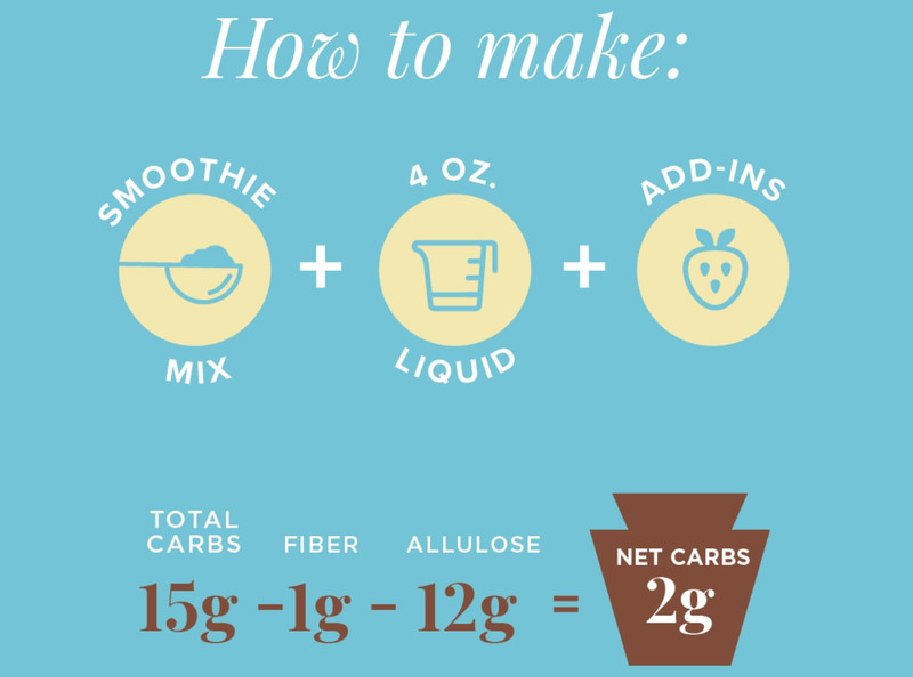 How to make:
SMOOTHIE
MIX
+
4 OZ.
LIQUID
+
ADD-INS
TOTAL
CARBS
15g
-
FIBER
1g
-
ALLULOSE
12g
=
NET CARBS
2g